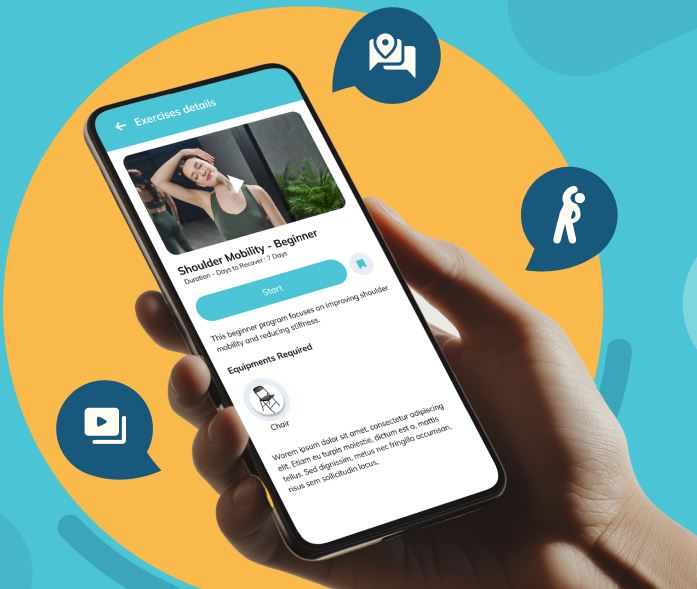 Exercises details
Shoulder Mobility - Beginner
Duration - Days to Recover : 7 Days
Start
This beginner program focuses on improving shoulder
mobility and reducing stiffness.
Equipments Required
Chair
Worem ipsum dolor sit amet, consectetur adipiscing
elit. Etiam eu turpis molestie, dictum est a, mattis
tellus. Sed dignissim, metus nec fringilla accumsan,
risus sem sollicitudin lacus,